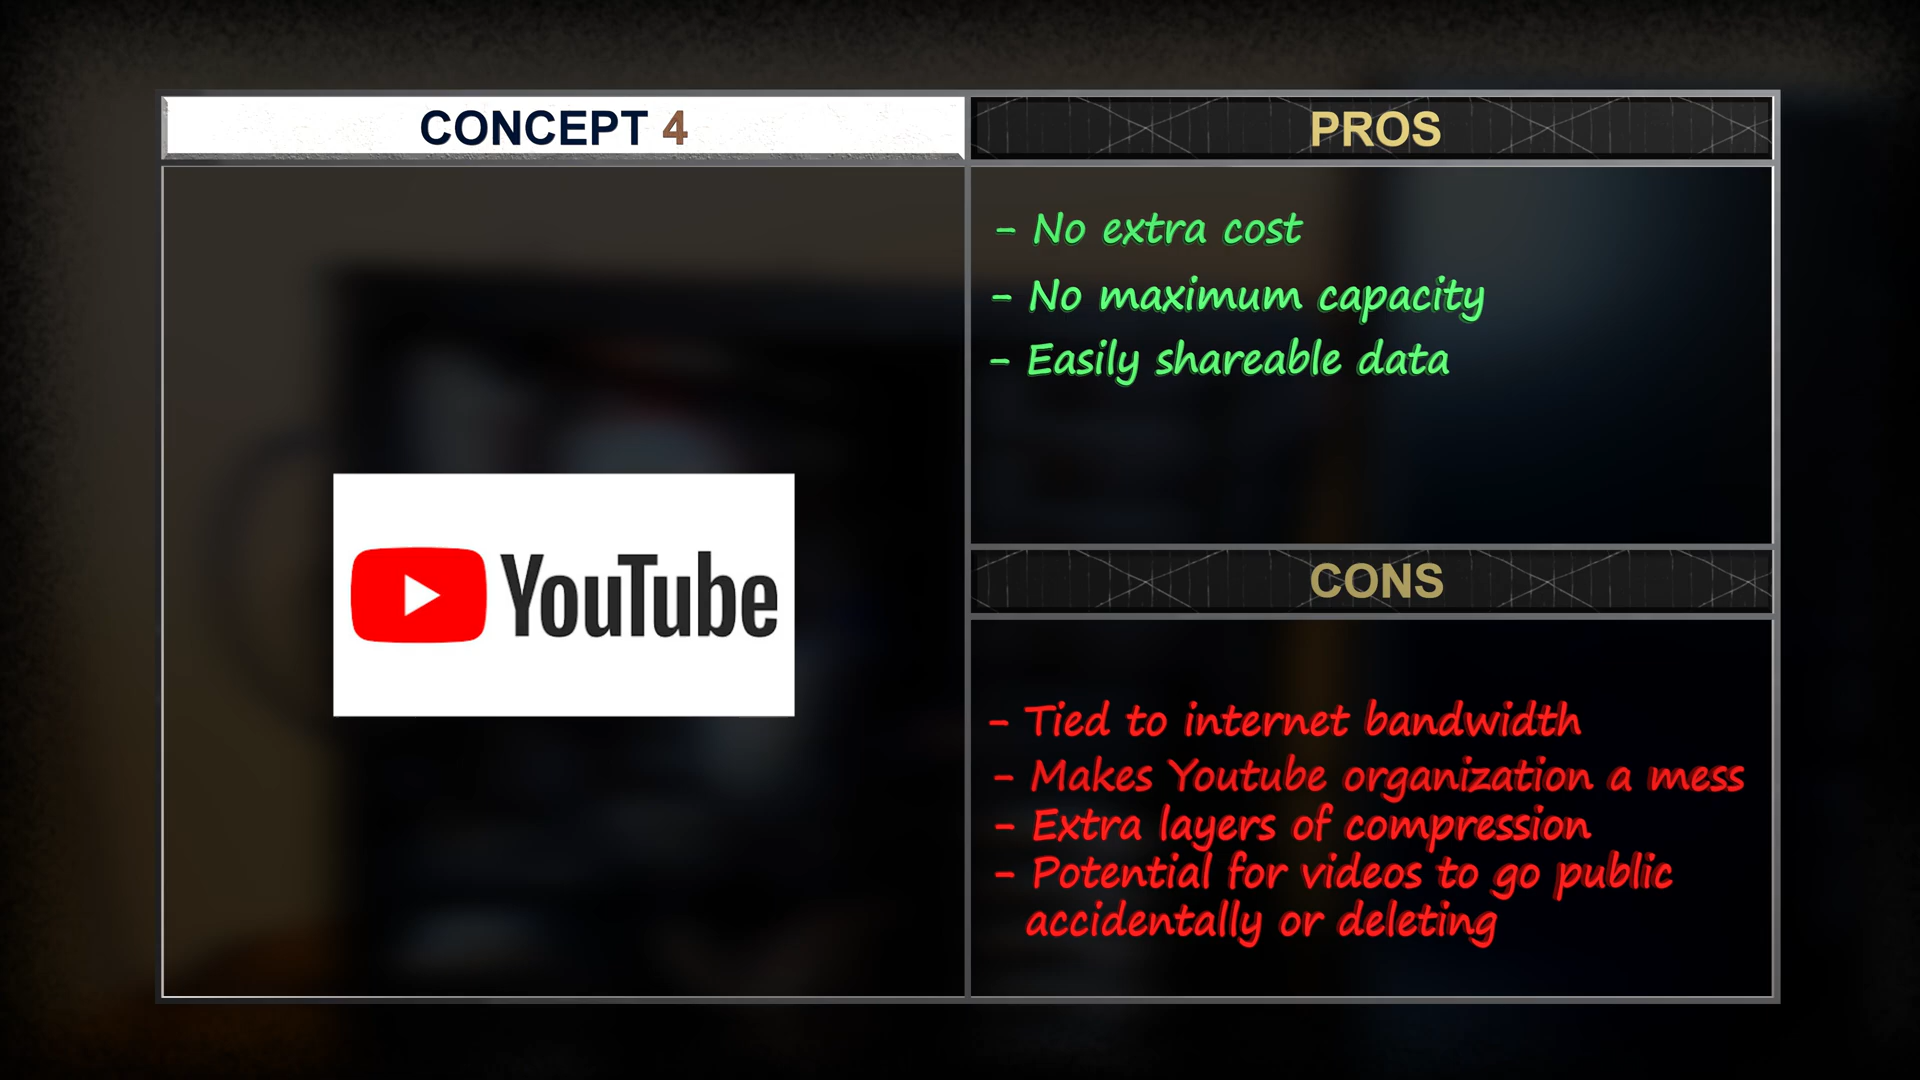 CONCEPT 4
YouTube
PROS
- No extra cost
- No maximum capacity
- Easily shareable data
CONS
- Tied to internet bandwidth
- Makes Youtube organization a mess
- Extra layers of compression
- Potential for videos to go public
accidentally or deleting